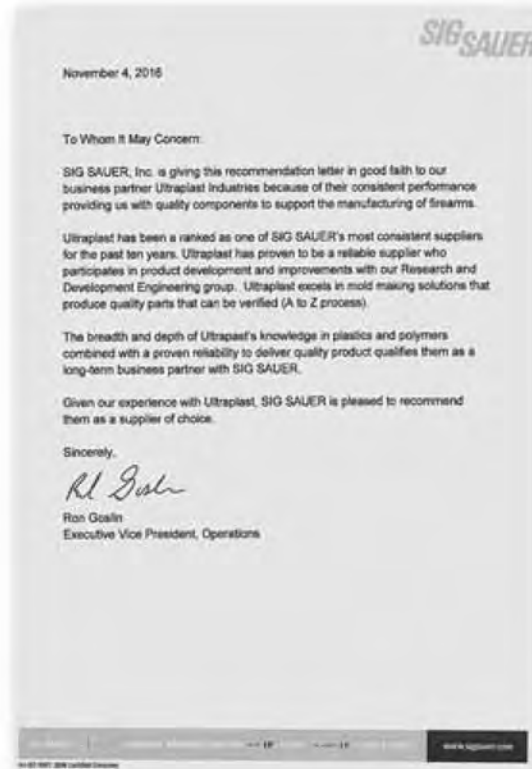 SIG SAUER
November 4, 2016
To Whom It May Concern:
SIG SAUER, Inc. is giving this recommendation letter in good faith to our
business partner Ultraplast Industries because of their consistent performance
providing us with quality components to support the manufacturing of firearms.
Ultraplast has been a ranked as one of SIG SAUER's most consistent suppliers
for the past ten years. Ultraplast has proven to be a reliable supplier who
participates in product development and improvements with our Research and
Development Engineering group. Ultraplast excels in mold making solutions that
produce quality parts that can be verified (A to Z process).
The breadth and depth of Ultrapast's knowledge in plastics and polymers
combined with a proven reliability to deliver quality product qualifies them as a
long-term business partner with SIG SAUER.
Given our experience with Ultraplast, SIG SAUER is pleased to recommend
them as a supplier of choice.
Sincerely,
Ron Goslin
Executive Vice President, Operations
www.sigsauer.com